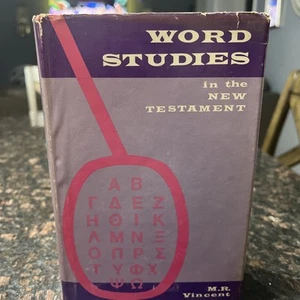 WORD
STUDIES
in the
NEW
TESTAMENT
Α Β
Γ Δ Ε Ζ
Η Θ Ι Κ
Λ Μ Ν Ξ
Ο Π Ρ Σ
Τ Υ Φ Χ
Ψ Ω
M.R.
Vincent